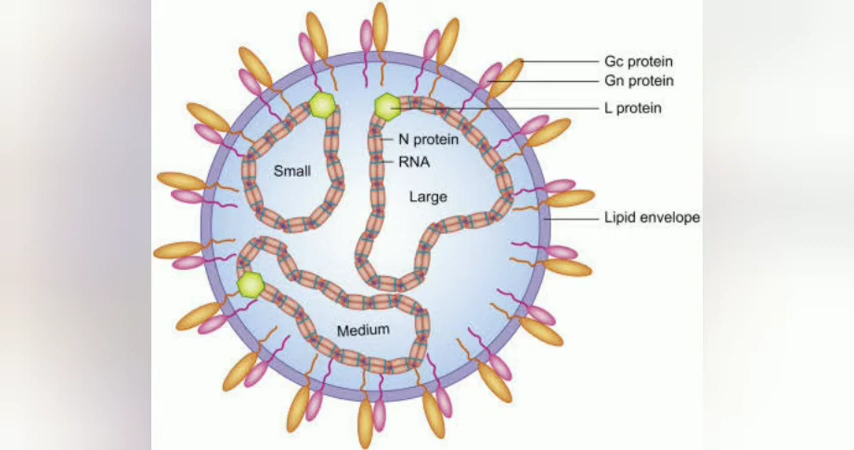 Gc protein
Gn protein
L protein
N protein
RNA
Small
Large
Lipid envelope
Medium